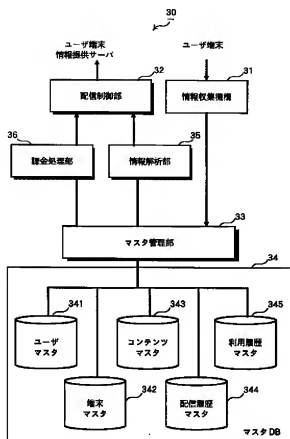 30
ユーザ端末
情報提供サーバ
ユーザ端末
32
配信制御部
31
情報収集機構
36
課金処理部
35
情報解析部
33
マスタ管理部
34
341
ユーザ
マスタ
343
コンテンツ
マスタ
345
利用履歴
マスタ
端末
マスタ
342
配信履歴
マスタ
344
マスタDB